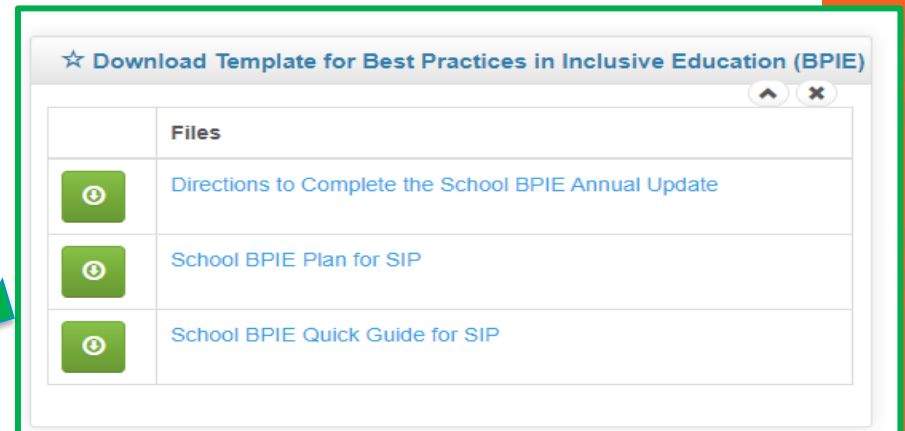 ☆ Download Template for Best Practices in Inclusive Education (BPIE)
Files
Directions to Complete the School BPIE Annual Update
School BPIE Plan for SIP
School BPIE Quick Guide for SIP